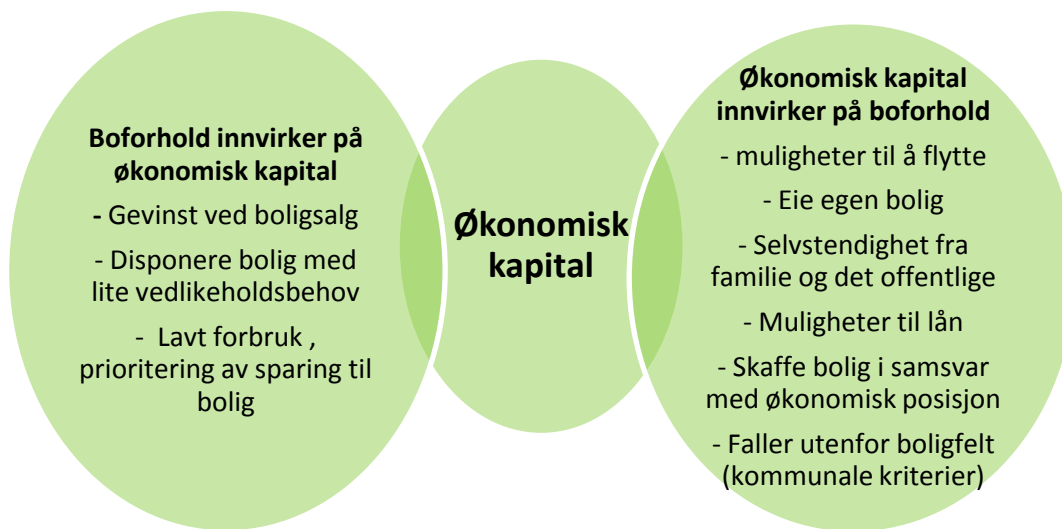 Boforhold innvirker på
økonomisk kapital
- Gevinst ved boligsalg
- Disponere bolig med
lite vedlikeholdsbehov
- Lavt forbruk ,
prioritering av sparing til
bolig
Økonomisk
kapital
Økonomisk kapital
innvirker på boforhold
- muligheter til å flytte
- Eie egen bolig
- Selvstendighet fra
familie og det offentlige
- Muligheter til lån
- Skaffe bolig i samsvar
med økonomisk posisjon
- Faller utenfor boligfelt
(kommunale kriterier)